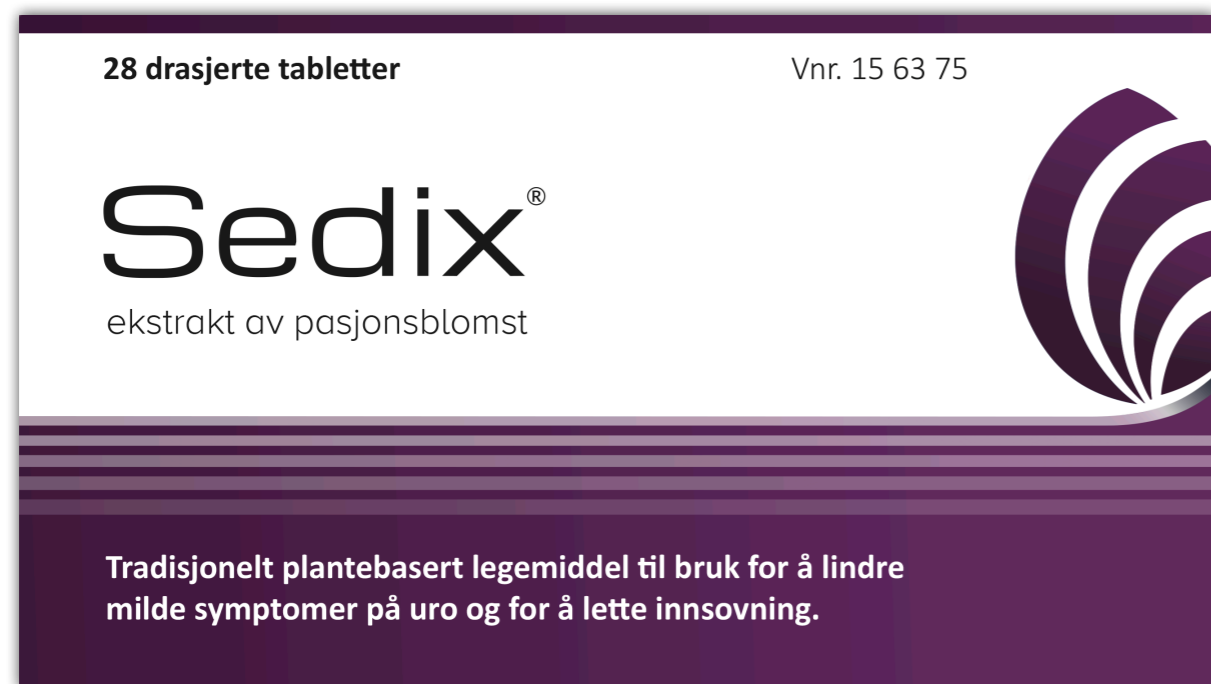 28 drasjerte tabletter
Vnr. 15 63 75
Sedix®
ekstrakt av pasjonsblomst
Tradisjonelt plantebasert legemiddel til bruk for å lindre
milde symptomer på uro og for å lette innsovning.